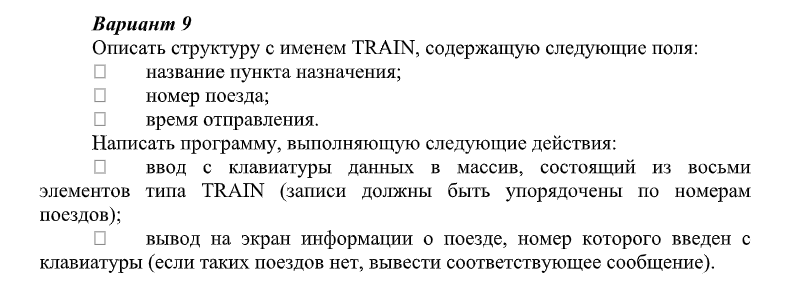 Вариант 9
Описать структуру с именем TRAIN, содержащую следующие поля:
□ название пункта назначения;
□ номер поезда;
□ время отправления.
Написать программу, выполняющую следующие действия:
□ ввод с клавиатуры данных в массив, состоящий из восьми
элементов типа TRAIN (записи должны быть упорядочены по номерам
поездов);
□ вывод на экран информации о поезде, номер которого введен с
клавиатуры (если таких поездов нет, вывести соответствующее сообщение).